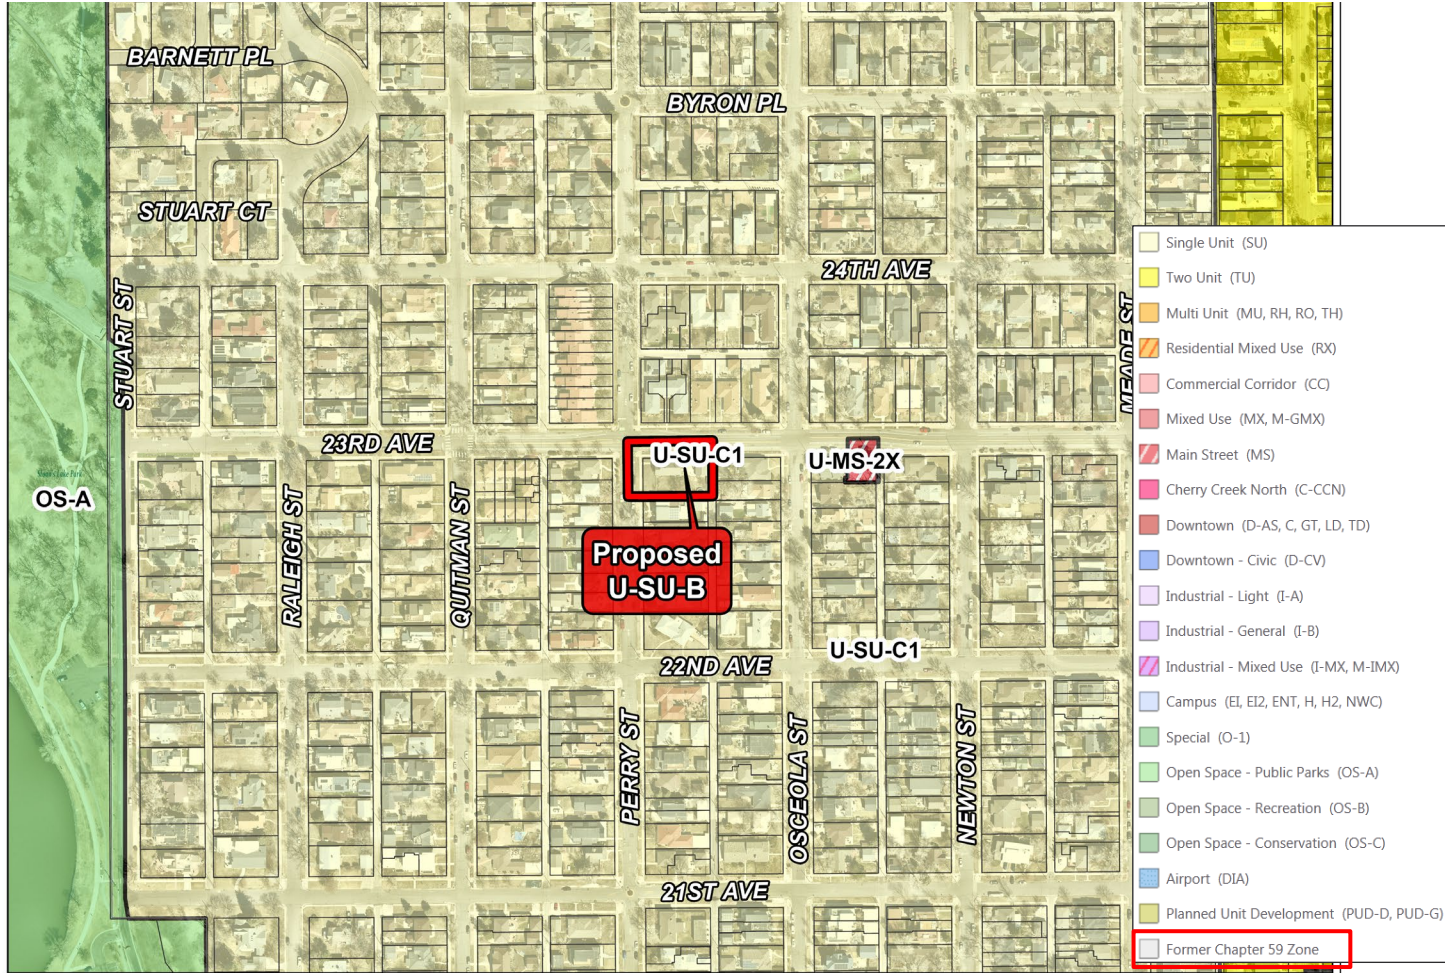 BARNETT PL
BYRON PL
STUART CT
24TH AVE
STUART ST
MEADE ST
23RD AVE
U-SU-C1
U-MS-2X
OS-A
RALEIGH ST
QUITMAN ST
Proposed
U-SU-B
U-SU-C1
22ND AVE
PERRY ST
OSCEOLA ST
NEWTON ST
21ST AVE
Single Unit (SU)
Two Unit (TU)
Multi Unit (MU, RH, RO, TH)
Residential Mixed Use (RX)
Commercial Corridor (CC)
Mixed Use (MX, M-GMX)
Main Street (MS)
Cherry Creek North (C-CCN)
Downtown (D-AS, C, GT, LD, TD)
Downtown - Civic (D-CV)
Industrial - Light (I-A)
Industrial - General (I-B)
Industrial - Mixed Use (I-MX, M-IMX)
Campus (EI, EI2, ENT, H, H2, NWC)
Special (O-1)
Open Space - Public Parks (OS-A)
Open Space - Recreation (OS-B)
Open Space - Conservation (OS-C)
Airport (DIA)
Planned Unit Development (PUD-D, PUD-G)
Former Chapter 59 Zone